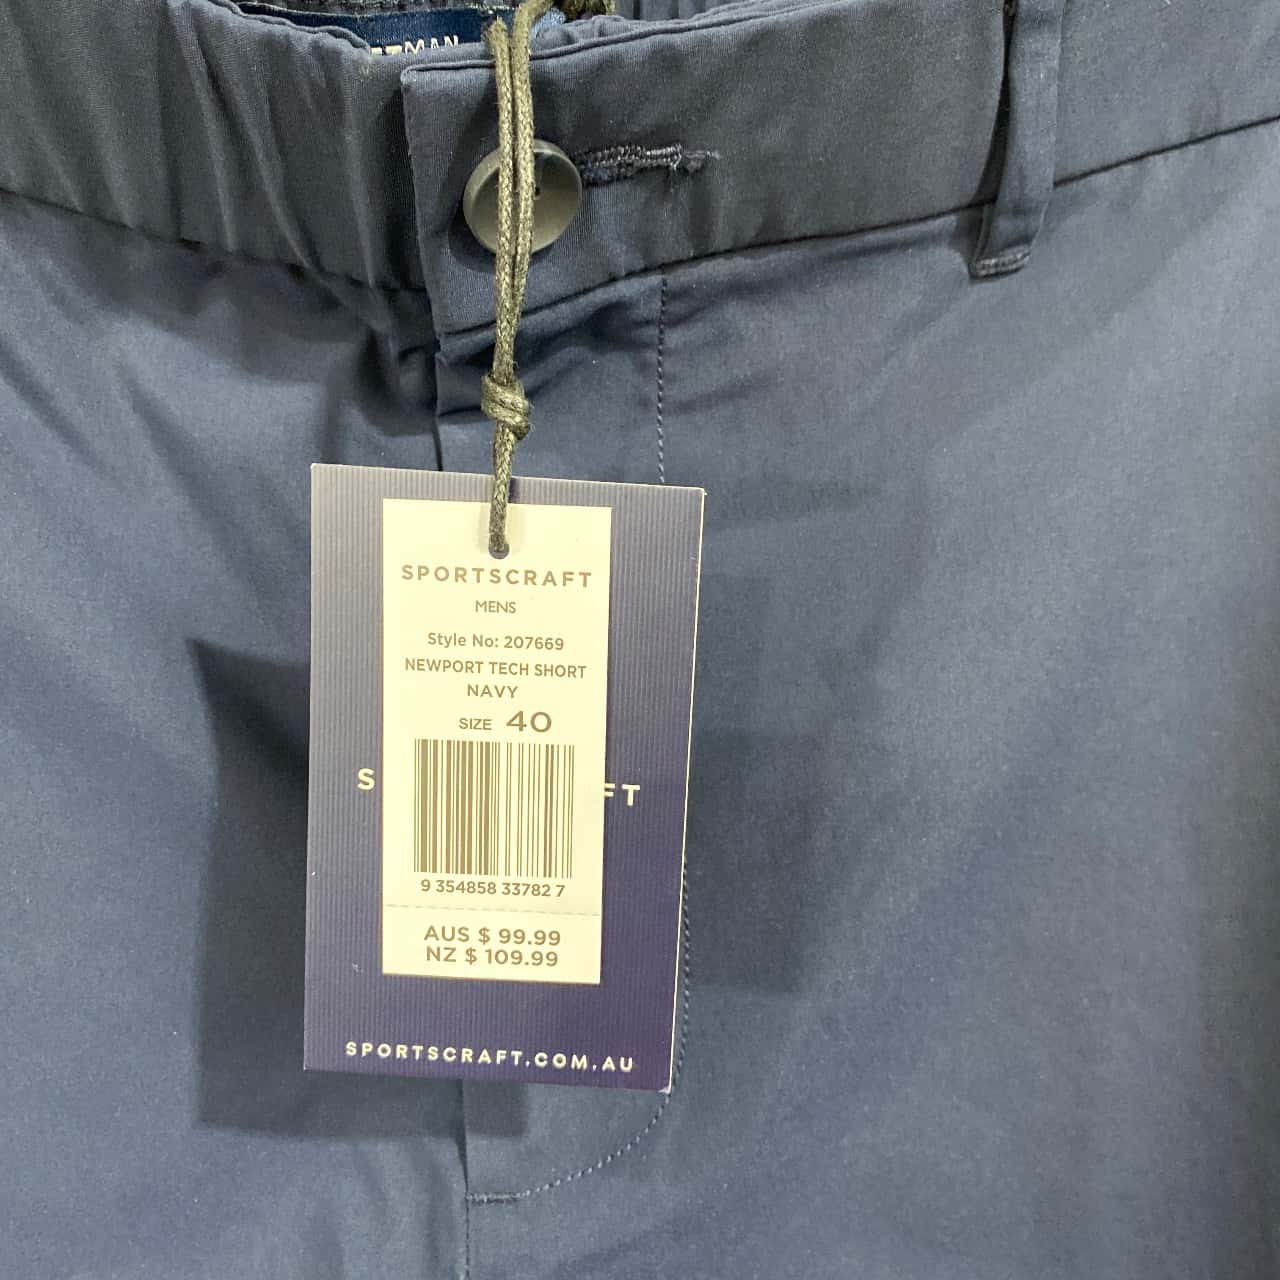 SPORTSCRAFT
MENS
Style No: 207669
NEWPORT TECH SHORT
NAVY
SIZE 40
9 354858 33782 7
AUS $ 99.99
NZ $ 109.99
SPORTSCRAFT.COM.AU